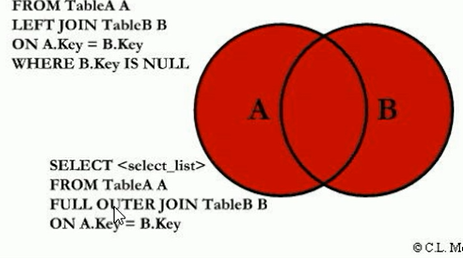 FROM TableA A
LEFT JOIN TableB B
ON A.Key = B.Key
WHERE B.Key IS NULL
A B
SELECT <select_list>
FROM TableA A
FULL OUTER JOIN TableB B
ON A.Key = B.Key
© C.L.